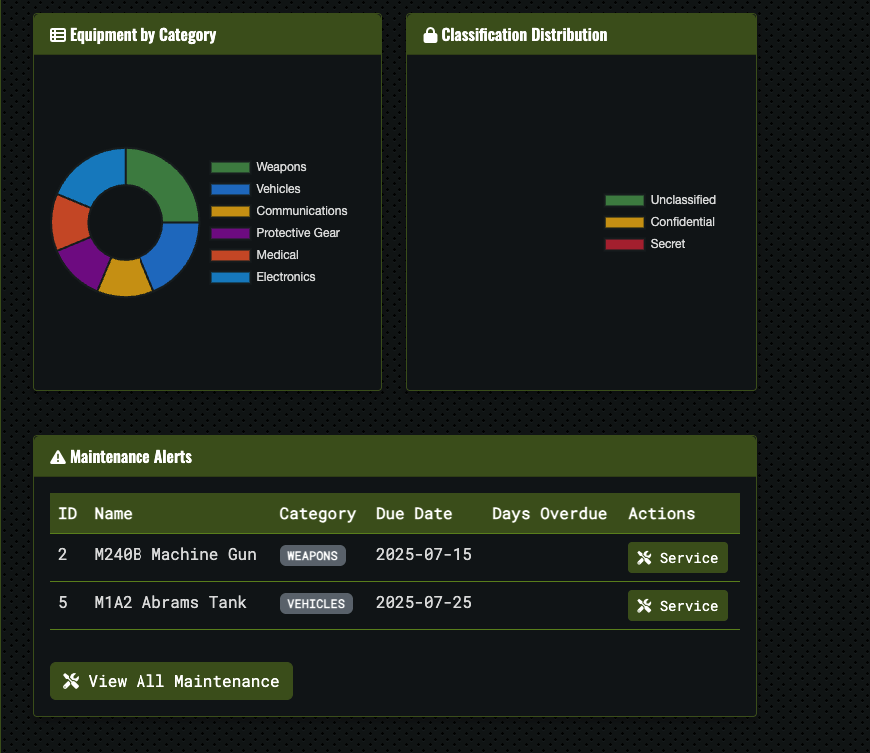 Equipment by Category
Weapons
Vehicles
Communications
Protective Gear
Medical
Electronics
Classification Distribution
Unclassified
Confidential
Secret
Maintenance Alerts
ID Name Category Due Date Days Overdue Actions
2 M240B Machine Gun WEAPONS 2025-07-15 Service
5 M1A2 Abrams Tank VEHICLES 2025-07-25 Service
View All Maintenance